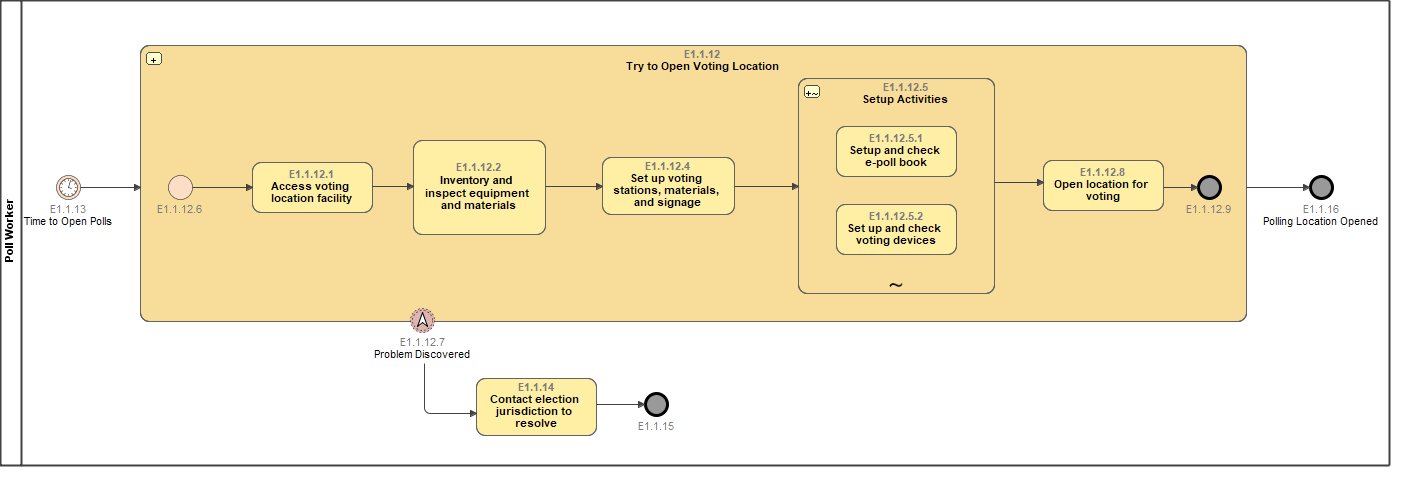 Poll Worker
E1.1.13
Time to Open Polls
E1.1.12
Try to Open Voting Location
E1.1.12.6
E1.1.12.1
Access voting
location facility
E1.1.12.2
Inventory and
inspect equipment
and materials
E1.1.12.4
Set up voting
stations, materials,
and signage
E1.1.12.5
Setup Activities
E1.1.12.5.1
Setup and check
e-poll book
E1.1.12.5.2
Set up and check
voting devices
~
E1.1.12.8
Open location for
voting
E1.1.12.9
E1.1.16
Polling Location Opened
E1.1.12.7
Problem Discovered
E1.1.14
Contact election
jurisdiction to
resolve
E1.1.15